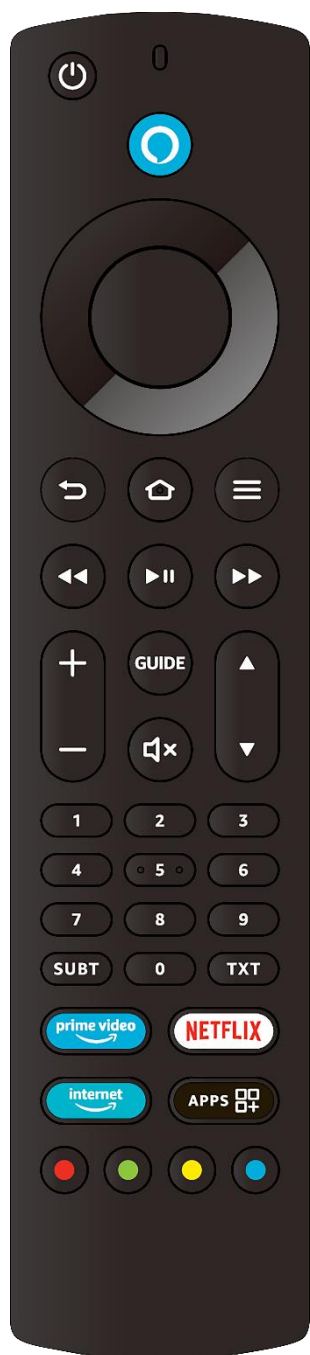 GUIDE
1 2 3
4 5 6
7 8 9
SUBT 0 TXT
prime video NETFLIX
internet APPS